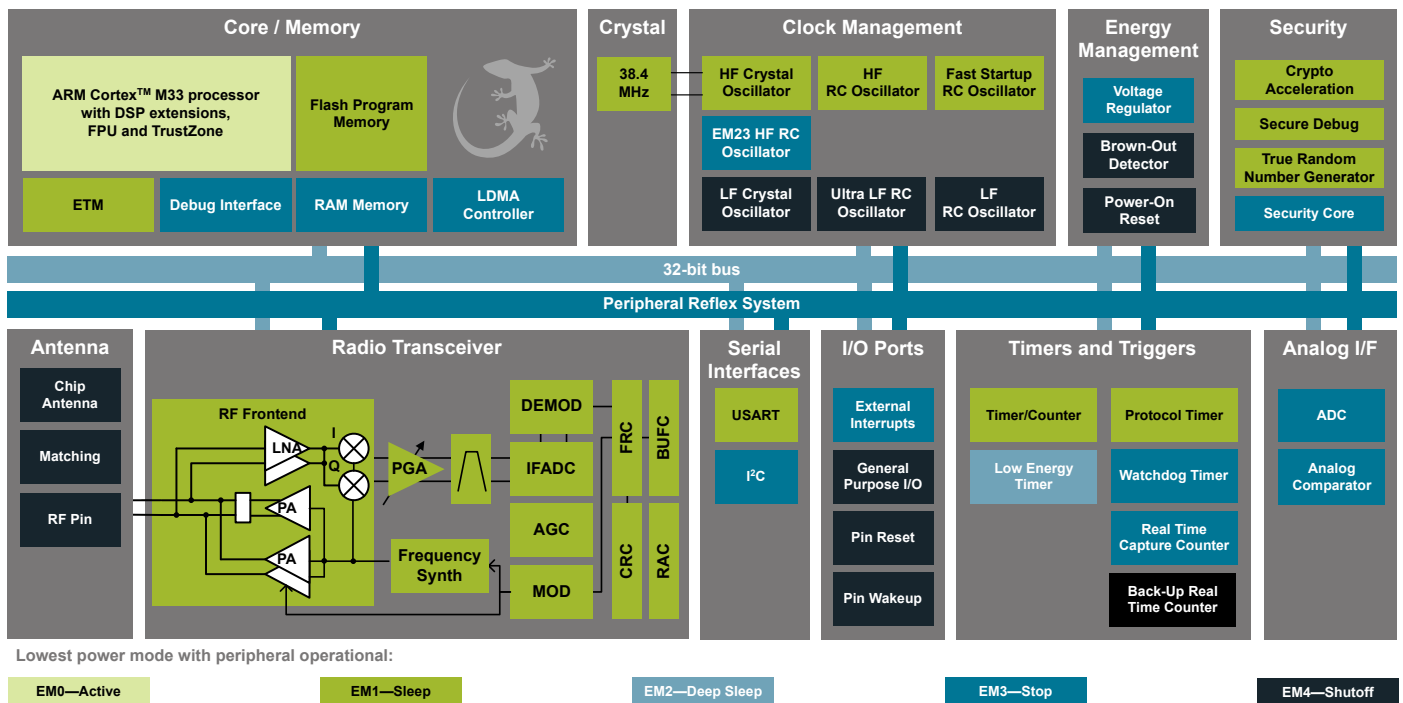 Core / Memory
ARM Cortex™ M33 processor
with DSP extensions,
FPU and TrustZone
Flash Program
Memory
ETM
Debug Interface
RAM Memory
LDMA
Controller
Crystal
38.4
MHz
Clock Management
HF Crystal
Oscillator
HF
RC Oscillator
Fast Startup
RC Oscillator
EM23 HF RC
Oscillator
LF Crystal
Oscillator
Ultra LF RC
Oscillator
LF
RC Oscillator
Energy
Management
Voltage
Regulator
Brown-Out
Detector
Power-On
Reset
Security
Crypto
Acceleration
Secure Debug
True Random
Number Generator
Security Core
32-bit bus
Peripheral Reflex System
Antenna
Chip
Antenna
Matching
RF Pin
Radio Transceiver
RF Frontend
LNA
I
Q
PA
PA
PGA
Frequency
Synth
DEMOD
IFADC
AGC
MOD
FRC
BUFC
CRC
RAC
Serial
Interfaces
USART
I²C
I/O Ports
External
Interrupts
General
Purpose I/O
Pin Reset
Pin Wakeup
Timers and Triggers
Timer/Counter
Protocol Timer
Low Energy
Timer
Watchdog Timer
Real Time
Capture Counter
Back-Up Real
Time Counter
Analog I/F
ADC
Analog
Comparator
Lowest power mode with peripheral operational:
EM0—Active
EM1—Sleep
EM2—Deep Sleep
EM3—Stop
EM4—Shutoff